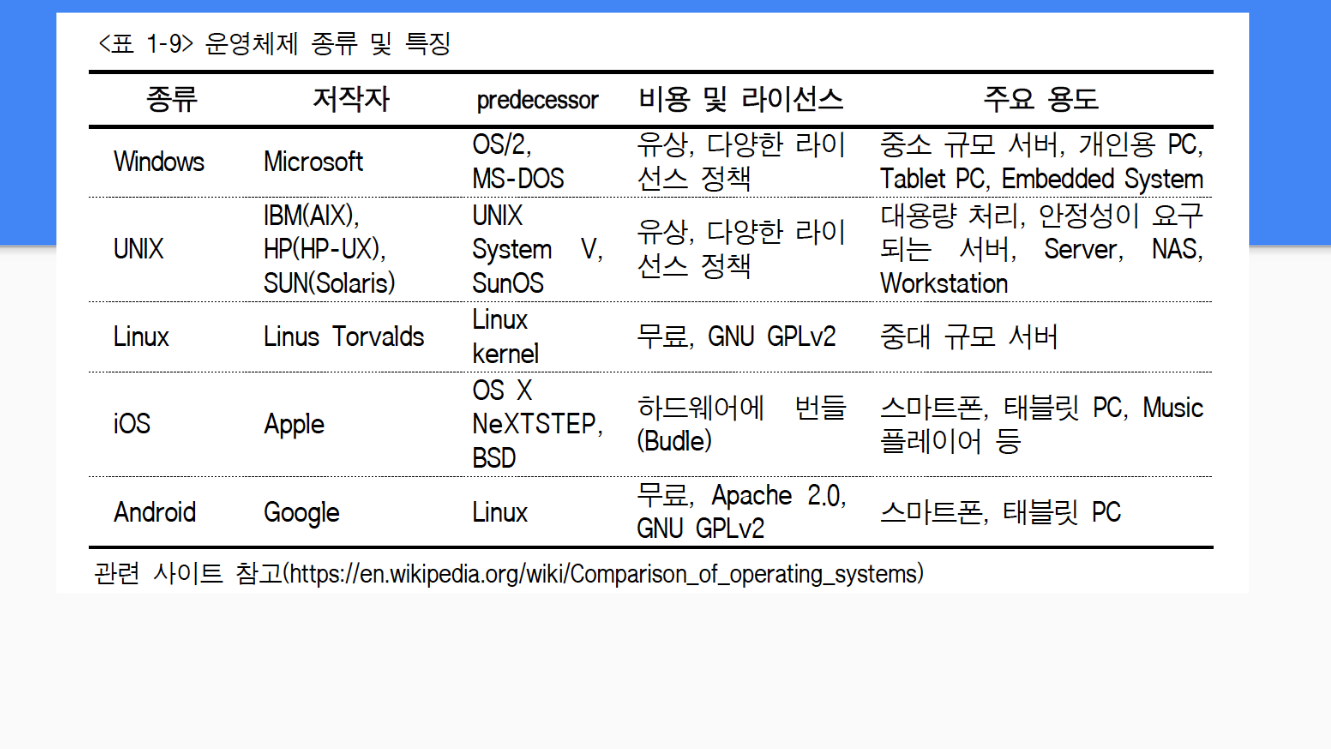 <표 1-9> 운영체제 종류 및 특징
종류 저작자 predecessor 비용 및 라이선스 주요 용도
Windows Microsoft OS/2, MS-DOS 유상, 다양한 라이선스 정책 중소 규모 서버, 개인용 PC, Tablet PC, Embedded System
UNIX IBM(AIX), HP(HP-UX), SUN(Solaris) UNIX System V, SunOS 유상, 다양한 라이선스 정책 대용량 처리, 안정성이 요구되는 서버, Server, NAS, Workstation
Linux Linus Torvalds Linux kernel 무료, GNU GPLv2 중대 규모 서버
iOS Apple OS X NeXTSTEP, BSD 하드웨어에 번들(Budle) 스마트폰, 태블릿 PC, Music 플레이어 등
Android Google Linux 무료, Apache 2.0, GNU GPLv2 스마트폰, 태블릿 PC
관련 사이트 참고(https://en.wikipedia.org/wiki/Comparison_of_operating_systems)